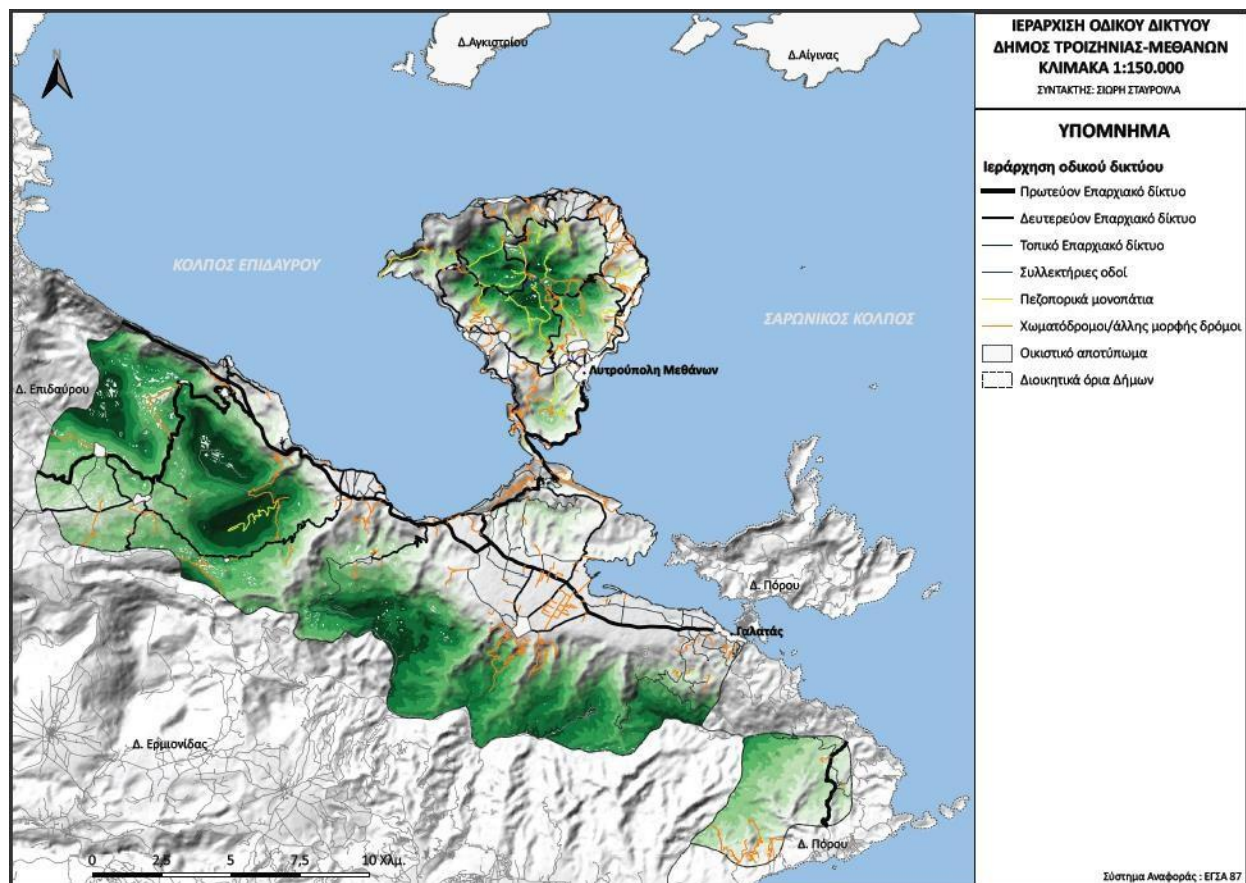 ΙΕΡΑΡΧΙΣΗ ΟΔΙΚΟΥ ΔΙΚΤΥΟΥ
ΔΗΜΟΣ ΤΡΟΙΖΗΝΙΑΣ-ΜΕΘΑΝΩΝ
ΚΛΙΜΑΚΑ 1:150.000
ΣΥΝΤΑΚΤΗΣ: ΣΙΩΡΗ ΣΤΑΥΡΟΥΛΑ
ΥΠΟΜΝΗΜΑ
Ιεράρχηση οδικού δικτύου
Πρωτεύον Επαρχιακό δίκτυο
Δευτερεύον Επαρχιακό δίκτυο
Τοπικό Επαρχιακό δίκτυο
Συλλεκτήριες οδοί
Πεζοπορικά μονοπάτια
Χωματόδρομοι/άλλης μορφής δρόμοι
Οικιστικό αποτύπωμα
Διοικητικά όρια Δήμων
N
Δ.Αγκιστρίου
Δ.Αίγινας
ΚΟΛΠΟΣ ΕΠΙΔΑΥΡΟΥ
ΣΑΡΩΝΙΚΟΣ ΚΟΛΠΟΣ
Λυτρούπολη Μεθάνων
Δ. Επιδαύρου
Δ. Πόρου
Γαλατάς
Δ. Ερμιονίδας
Δ. Πόρου
0 2,5 5 7,5 10 Χλμ.
Σύστημα Αναφοράς : ΕΓΣΑ 87